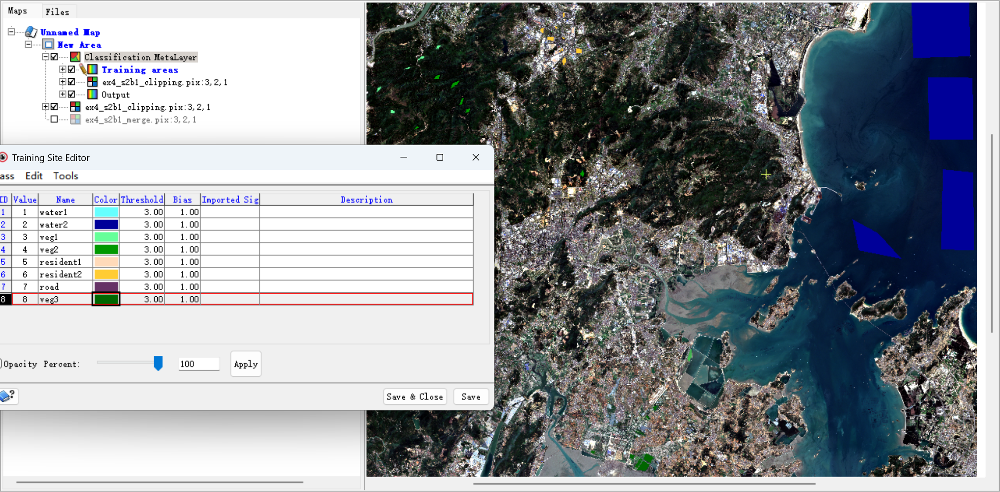 Maps Files
Unnamed Map
New Area
Classification MetaLayer
Training areas
ex4_s2b1_clipping.pix:3,2,1
Output
ex4_s2b1_clipping.pix:3,2,1
ex4_s2b1_merge.pix:3,2,1
Training Site Editor
ass Edit Tools
ID Value Name Color Threshold Bias Imported Sig Description
1 1 water1 3.00 1.00
2 2 water2 3.00 1.00
3 3 veg1 3.00 1.00
4 4 veg2 3.00 1.00
5 5 resident1 3.00 1.00
6 6 resident2 3.00 1.00
7 7 road 3.00 1.00
8 8 veg3 3.00 1.00
Opacity Percent: 100 Apply
? Save & Close Save